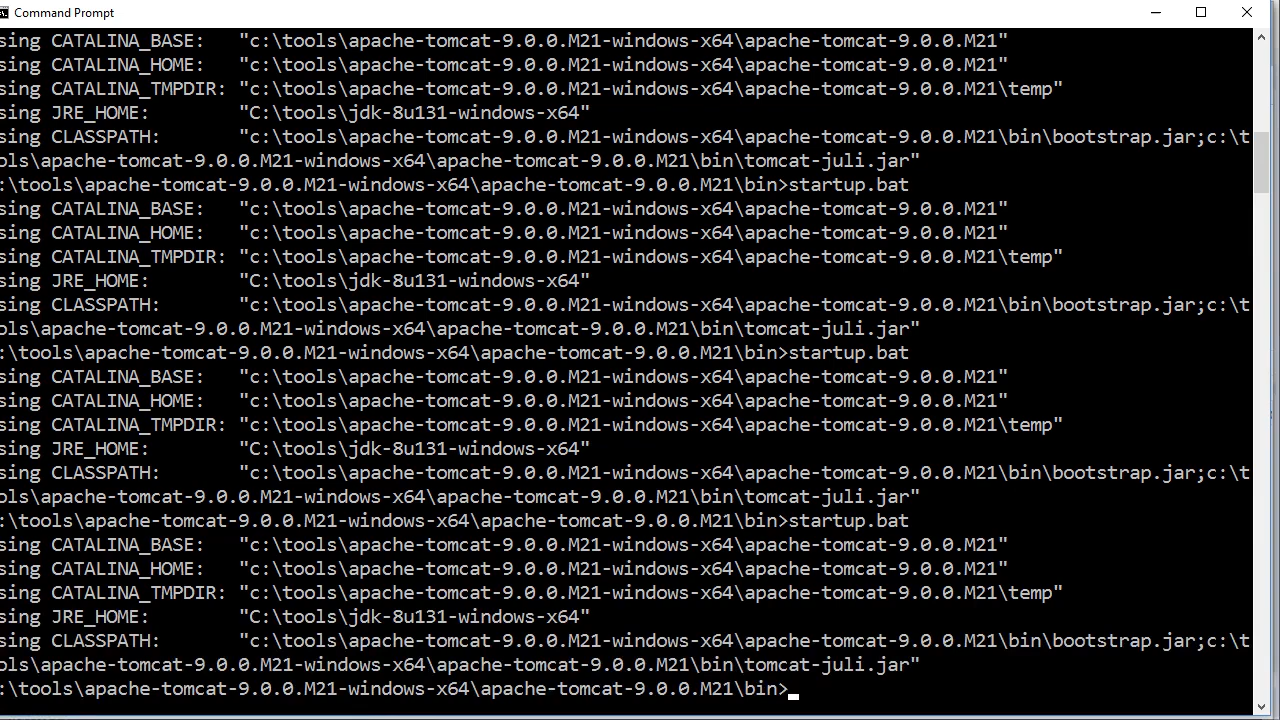 Command Prompt
sing CATALINA_BASE:   "c:\tools\apache-tomcat-9.0.0.M21-windows-x64\apache-tomcat-9.0.0.M21"
sing CATALINA_HOME:   "c:\tools\apache-tomcat-9.0.0.M21-windows-x64\apache-tomcat-9.0.0.M21"
sing CATALINA_TMPDIR: "c:\tools\apache-tomcat-9.0.0.M21-windows-x64\apache-tomcat-9.0.0.M21\temp"
sing JRE_HOME:        "C:\tools\jdk-8u131-windows-x64"
sing CLASSPATH:       "c:\tools\apache-tomcat-9.0.0.M21-windows-x64\apache-tomcat-9.0.0.M21\bin\bootstrap.jar;c:\t
ols\apache-tomcat-9.0.0.M21-windows-x64\apache-tomcat-9.0.0.M21\bin\tomcat-juli.jar"
:\tools\apache-tomcat-9.0.0.M21-windows-x64\apache-tomcat-9.0.0.M21\bin>startup.bat
sing CATALINA_BASE:   "c:\tools\apache-tomcat-9.0.0.M21-windows-x64\apache-tomcat-9.0.0.M21"
sing CATALINA_HOME:   "c:\tools\apache-tomcat-9.0.0.M21-windows-x64\apache-tomcat-9.0.0.M21"
sing CATALINA_TMPDIR: "c:\tools\apache-tomcat-9.0.0.M21-windows-x64\apache-tomcat-9.0.0.M21\temp"
sing JRE_HOME:        "C:\tools\jdk-8u131-windows-x64"
sing CLASSPATH:       "c:\tools\apache-tomcat-9.0.0.M21-windows-x64\apache-tomcat-9.0.0.M21\bin\bootstrap.jar;c:\t
ols\apache-tomcat-9.0.0.M21-windows-x64\apache-tomcat-9.0.0.M21\bin\tomcat-juli.jar"
:\tools\apache-tomcat-9.0.0.M21-windows-x64\apache-tomcat-9.0.0.M21\bin>startup.bat
sing CATALINA_BASE:   "c:\tools\apache-tomcat-9.0.0.M21-windows-x64\apache-tomcat-9.0.0.M21"
sing CATALINA_HOME:   "c:\tools\apache-tomcat-9.0.0.M21-windows-x64\apache-tomcat-9.0.0.M21"
sing CATALINA_TMPDIR: "c:\tools\apache-tomcat-9.0.0.M21-windows-x64\apache-tomcat-9.0.0.M21\temp"
sing JRE_HOME:        "C:\tools\jdk-8u131-windows-x64"
sing CLASSPATH:       "c:\tools\apache-tomcat-9.0.0.M21-windows-x64\apache-tomcat-9.0.0.M21\bin\bootstrap.jar;c:\t
ols\apache-tomcat-9.0.0.M21-windows-x64\apache-tomcat-9.0.0.M21\bin\tomcat-juli.jar"
:\tools\apache-tomcat-9.0.0.M21-windows-x64\apache-tomcat-9.0.0.M21\bin>startup.bat
sing CATALINA_BASE:   "c:\tools\apache-tomcat-9.0.0.M21-windows-x64\apache-tomcat-9.0.0.M21"
sing CATALINA_HOME:   "c:\tools\apache-tomcat-9.0.0.M21-windows-x64\apache-tomcat-9.0.0.M21"
sing CATALINA_TMPDIR: "c:\tools\apache-tomcat-9.0.0.M21-windows-x64\apache-tomcat-9.0.0.M21\temp"
sing JRE_HOME:        "C:\tools\jdk-8u131-windows-x64"
sing CLASSPATH:       "c:\tools\apache-tomcat-9.0.0.M21-windows-x64\apache-tomcat-9.0.0.M21\bin\bootstrap.jar;c:\t
ols\apache-tomcat-9.0.0.M21-windows-x64\apache-tomcat-9.0.0.M21\bin\tomcat-juli.jar"
:\tools\apache-tomcat-9.0.0.M21-windows-x64\apache-tomcat-9.0.0.M21\bin>